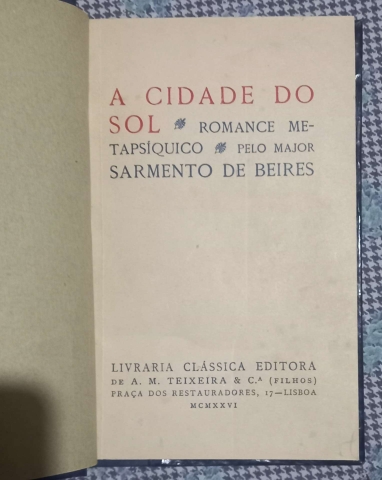 A CIDADE DO
SOL ❧ ROMANCE ME-
TAPSÍQUICO ❧ PELO MAJOR
SARMENTO DE BEIRES
LIVRARIA CLÁSSICA EDITORA
DE A. M. TEIXEIRA & C.ª (FILHOS)
PRAÇA DOS RESTAURADORES, 17—LISBOA
MCMXXVI